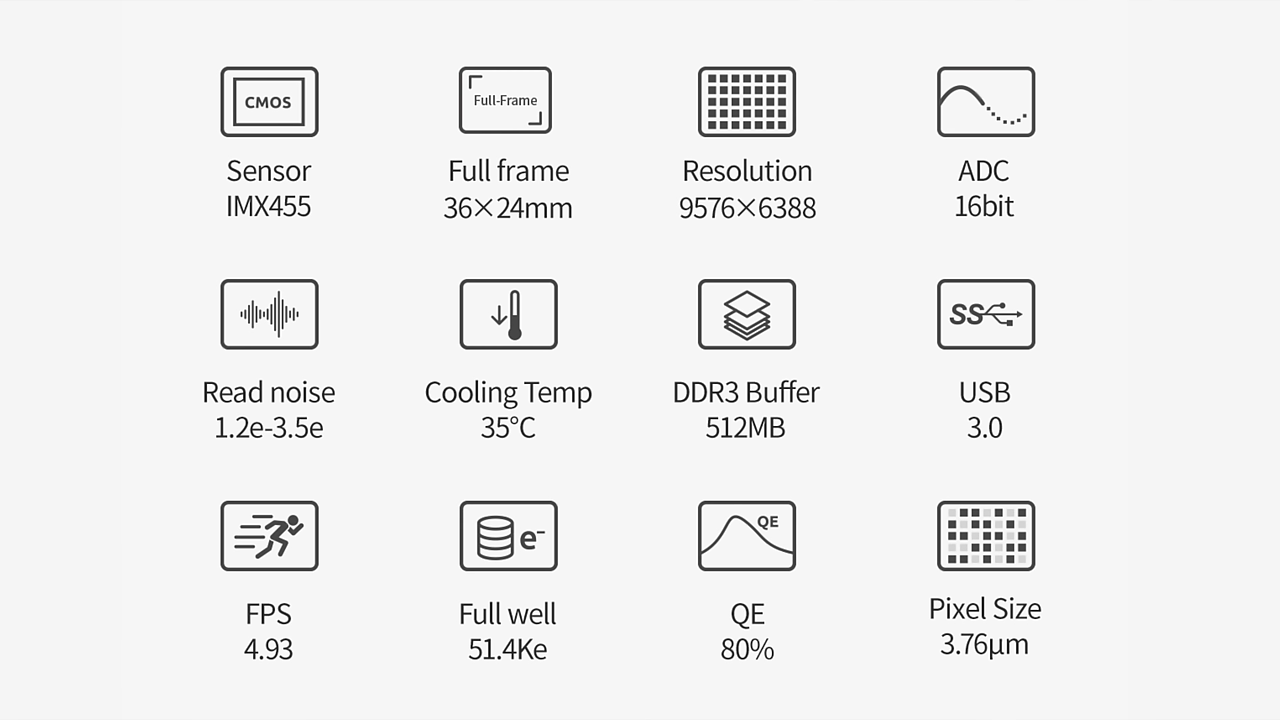 CMOS
Full-Frame
Sensor
IMX455
Full frame
36×24mm
Resolution
9576×6388
ADC
16bit
SS
Read noise
1.2e-3.5e
Cooling Temp
35℃
DDR3 Buffer
512MB
USB
3.0
e⁻
QE
FPS
4.93
Full well
51.4Ke
QE
80%
Pixel Size
3.76μm